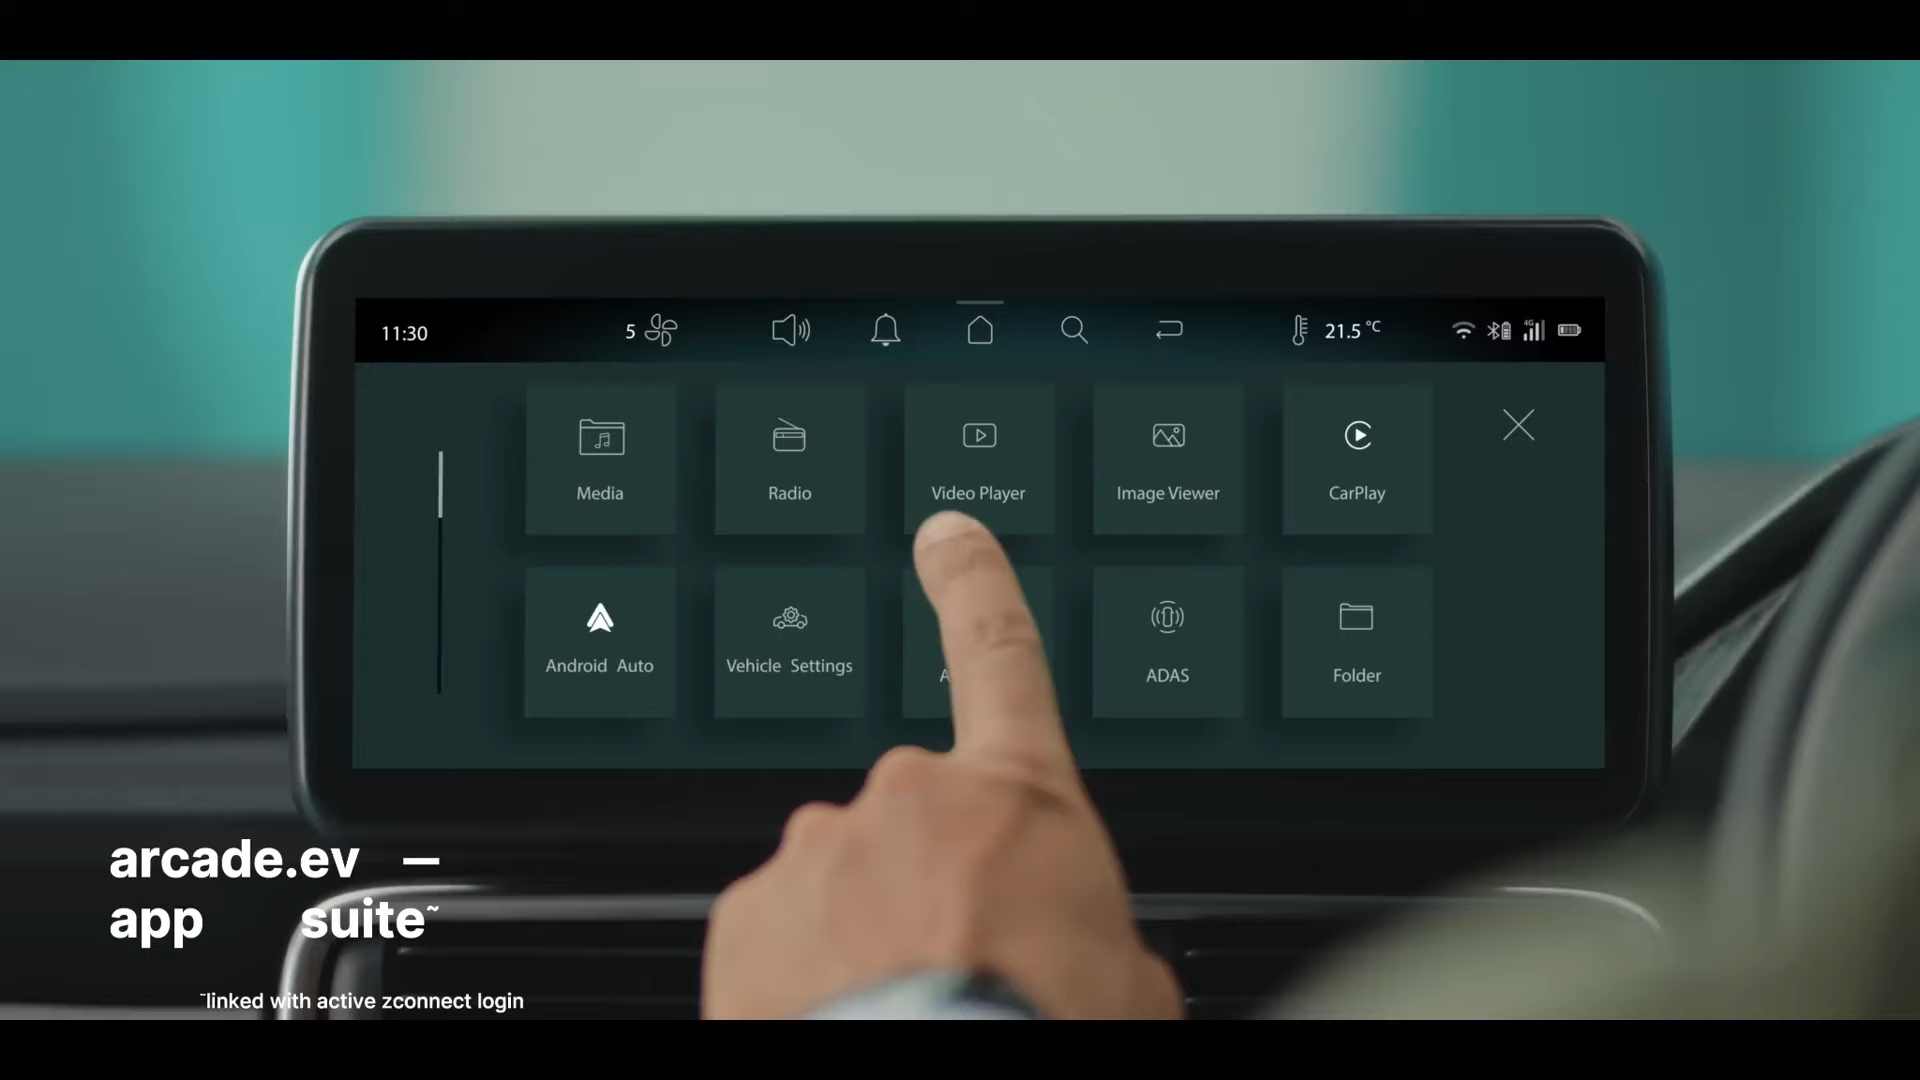 11:30
5
21.5 °C
4G
Media
Radio
Video Player
Image Viewer
CarPlay
Android Auto
Vehicle Settings
ADAS
Folder
arcade.ev —
app suite~
~linked with active zconnect login